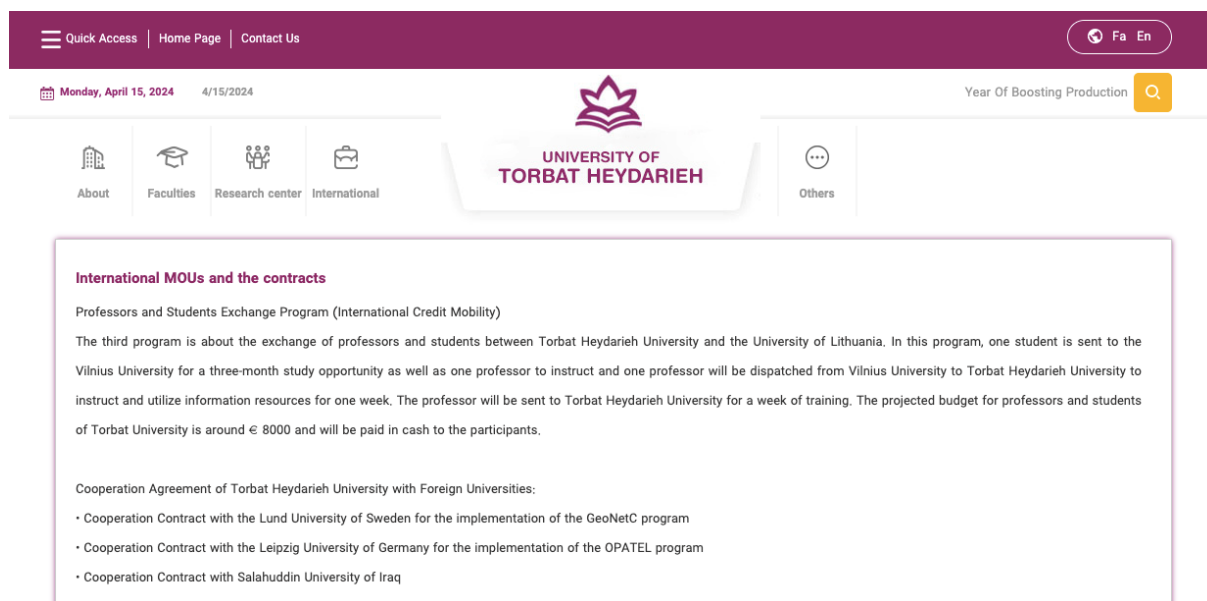 Quick Access | Home Page | Contact Us
Fa En
Monday, April 15, 2024 4/15/2024
Year Of Boosting Production
UNIVERSITY OF
TORBAT HEYDARIEH
About
Faculties
Research center
International
Others
International MOUs and the contracts
Professors and Students Exchange Program (International Credit Mobility)
The third program is about the exchange of professors and students between Torbat Heydarieh University and the University of Lithuania. In this program, one student is sent to the
Vilnius University for a three-month study opportunity as well as one professor to instruct and one professor will be dispatched from Vilnius University to Torbat Heydarieh University to
instruct and utilize information resources for one week. The professor will be sent to Torbat Heydarieh University for a week of training. The projected budget for professors and students
of Torbat University is around € 8000 and will be paid in cash to the participants.
Cooperation Agreement of Torbat Heydarieh University with Foreign Universities:
• Cooperation Contract with the Lund University of Sweden for the implementation of the GeoNetC program
• Cooperation Contract with the Leipzig University of Germany for the implementation of the OPATEL program
• Cooperation Contract with Salahuddin University of Iraq